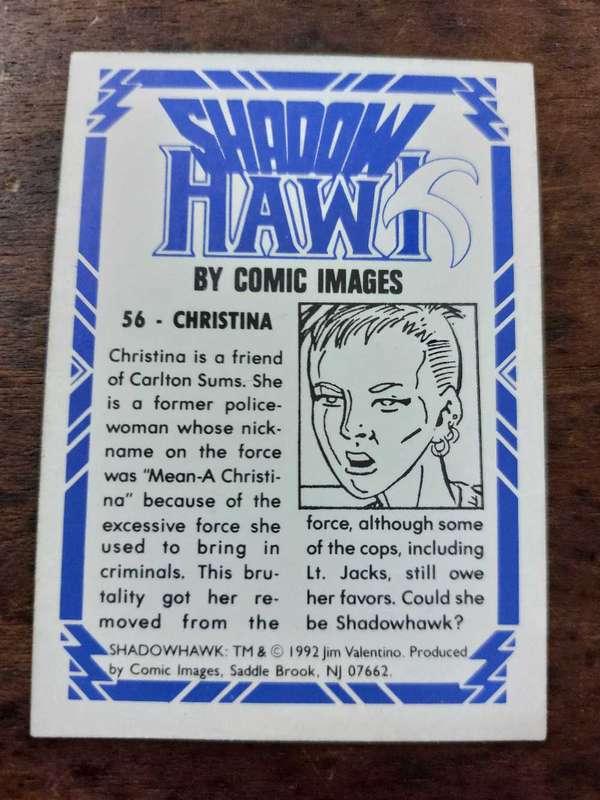 SHADOW
HAWK
BY COMIC IMAGES
56 - CHRISTINA
Christina is a friend
of Carlton Sums. She
is a former police-
woman whose nick-
name on the force
was "Mean-A Christi-
na" because of the
excessive force she
used to bring in
criminals. This bru-
tality got her re-
moved from the
force, although some
of the cops, including
Lt. Jacks, still owe
her favors. Could she
be Shadowhawk?
SHADOWHAWK: TM & © 1992 Jim Valentino. Produced
by Comic Images, Saddle Brook, NJ 07662.